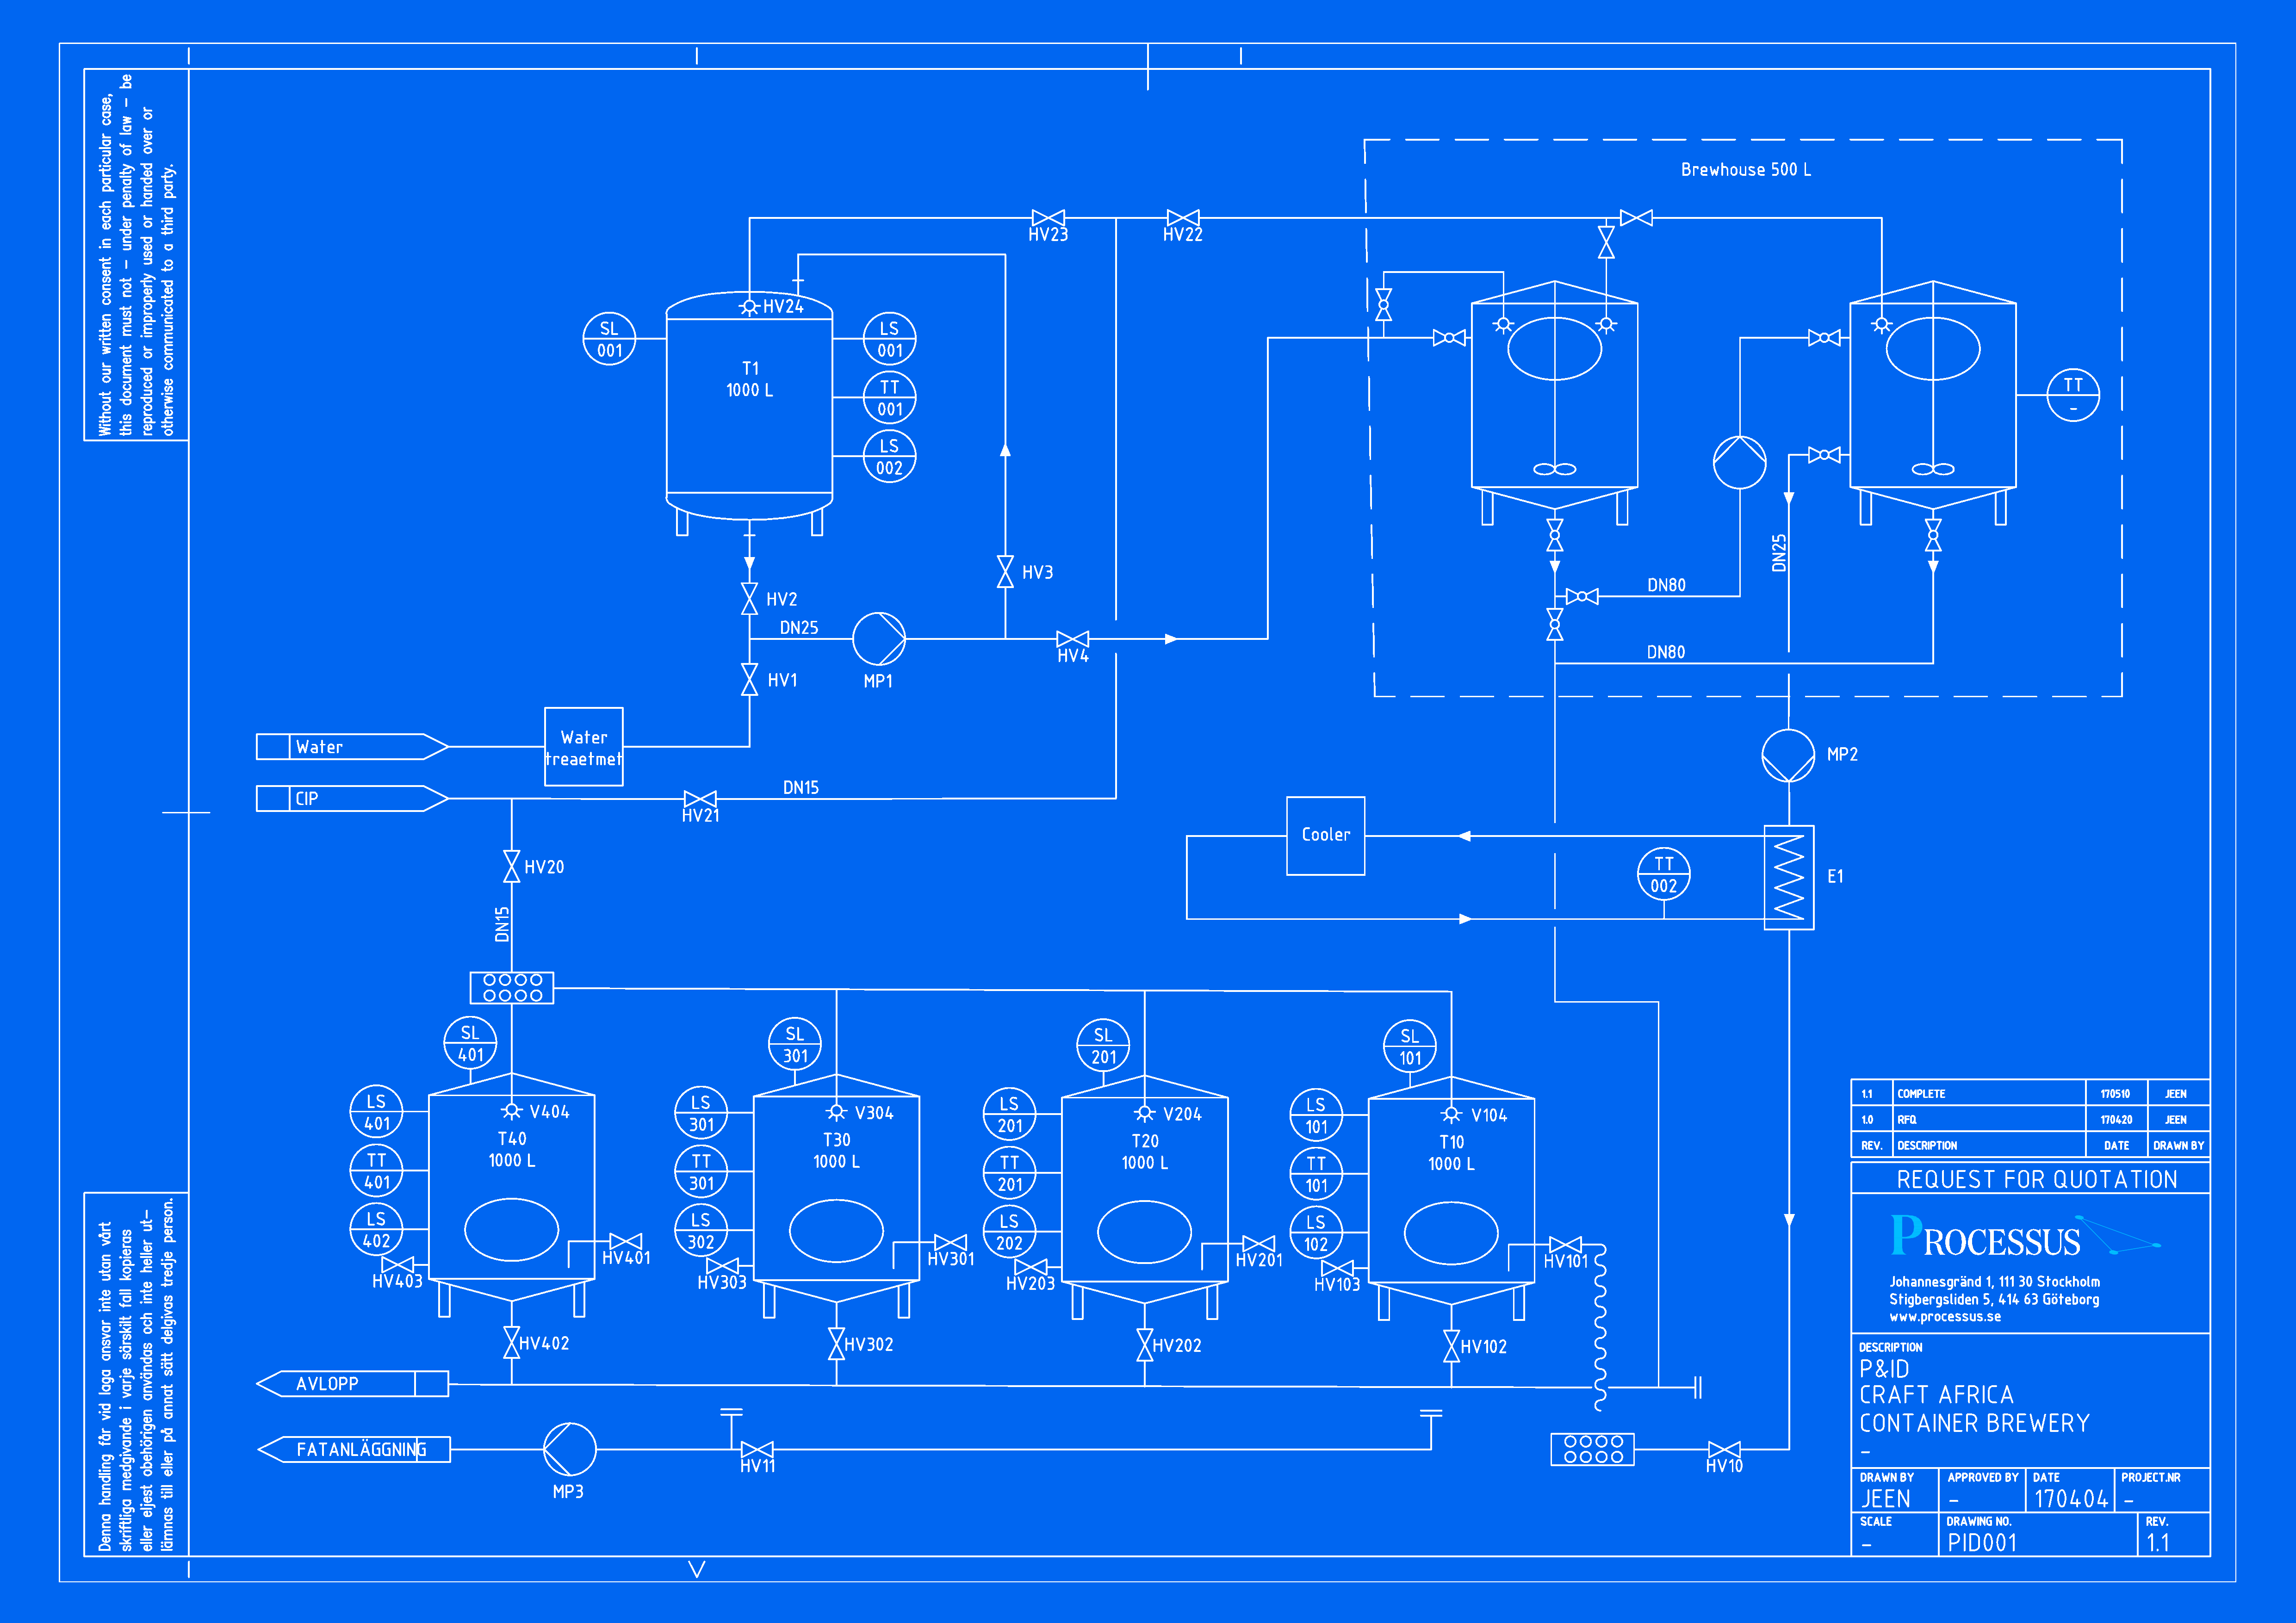 Without our written consent in each particular case,
this document must not – under penalty of law – be
reproduced or improperly used or handed over or
otherwise communicated to a third party.
Brewhouse 500 L
HV23
HV22
HV24
SL
001
LS
001
T1
1000 L
TT
001
LS
002
TT
–
DN25
HV3
HV2
DN80
DN25
HV4
DN80
HV1
MP1
Water
Water
treaetmet
MP2
CIP
DN15
HV21
Cooler
HV20
TT
002
E1
DN15
SL
401
SL
301
SL
201
SL
101
LS
401
V404
LS
301
V304
LS
201
V204
LS
101
V104
T40
1000 L
T30
1000 L
T20
1000 L
T10
1000 L
TT
401
TT
301
TT
201
TT
101
LS
402
LS
302
LS
202
LS
102
HV401
HV301
HV201
HV101
HV403
HV303
HV203
HV103
HV402
HV302
HV202
HV102
AVLOPP
FATANLÄGGNING
HV11
HV10
MP3
Denna handling får vid laga ansvar inte utan vårt
skriftliga medgivande i varje särskilt fall kopieras
eller eljest obehörigen användas och inte heller ut–
lämnas till eller på annat sätt delgivas tredje person.
1.1 COMPLETE 170510 JEEN
1.0 RFQ 170420 JEEN
REV. DESCRIPTION DATE DRAWN BY
REQUEST FOR QUOTATION
PROCESSUS
Johannesgränd 1, 111 30 Stockholm
Stigbergsliden 5, 414 63 Göteborg
www.processus.se
DESCRIPTION
P&ID
CRAFT AFRICA
CONTAINER BREWERY
–
DRAWN BY APPROVED BY DATE PROJECT.NR
JEEN – 170404 –
SCALE DRAWING NO. REV.
– PID001 1.1